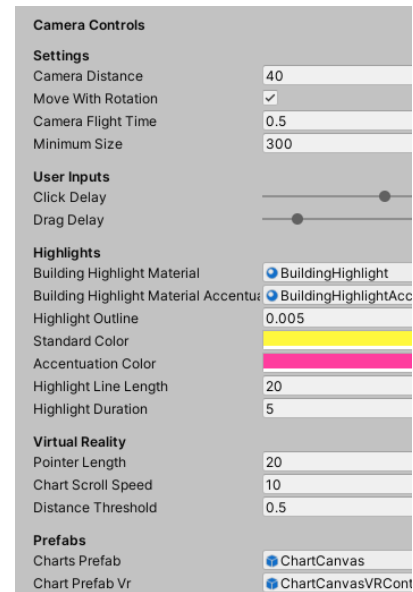 Camera Controls
Settings
Camera Distance 40
Move With Rotation
Camera Flight Time 0.5
Minimum Size 300
User Inputs
Click Delay
Drag Delay
Highlights
Building Highlight Material BuildingHighlight
Building Highlight Material Accentua BuildingHighlightAcc
Highlight Outline 0.005
Standard Color
Accentuation Color
Highlight Line Length 20
Highlight Duration 5
Virtual Reality
Pointer Length 20
Chart Scroll Speed 10
Distance Threshold 0.5
Prefabs
Charts Prefab ChartCanvas
Chart Prefab Vr ChartCanvasVRCont